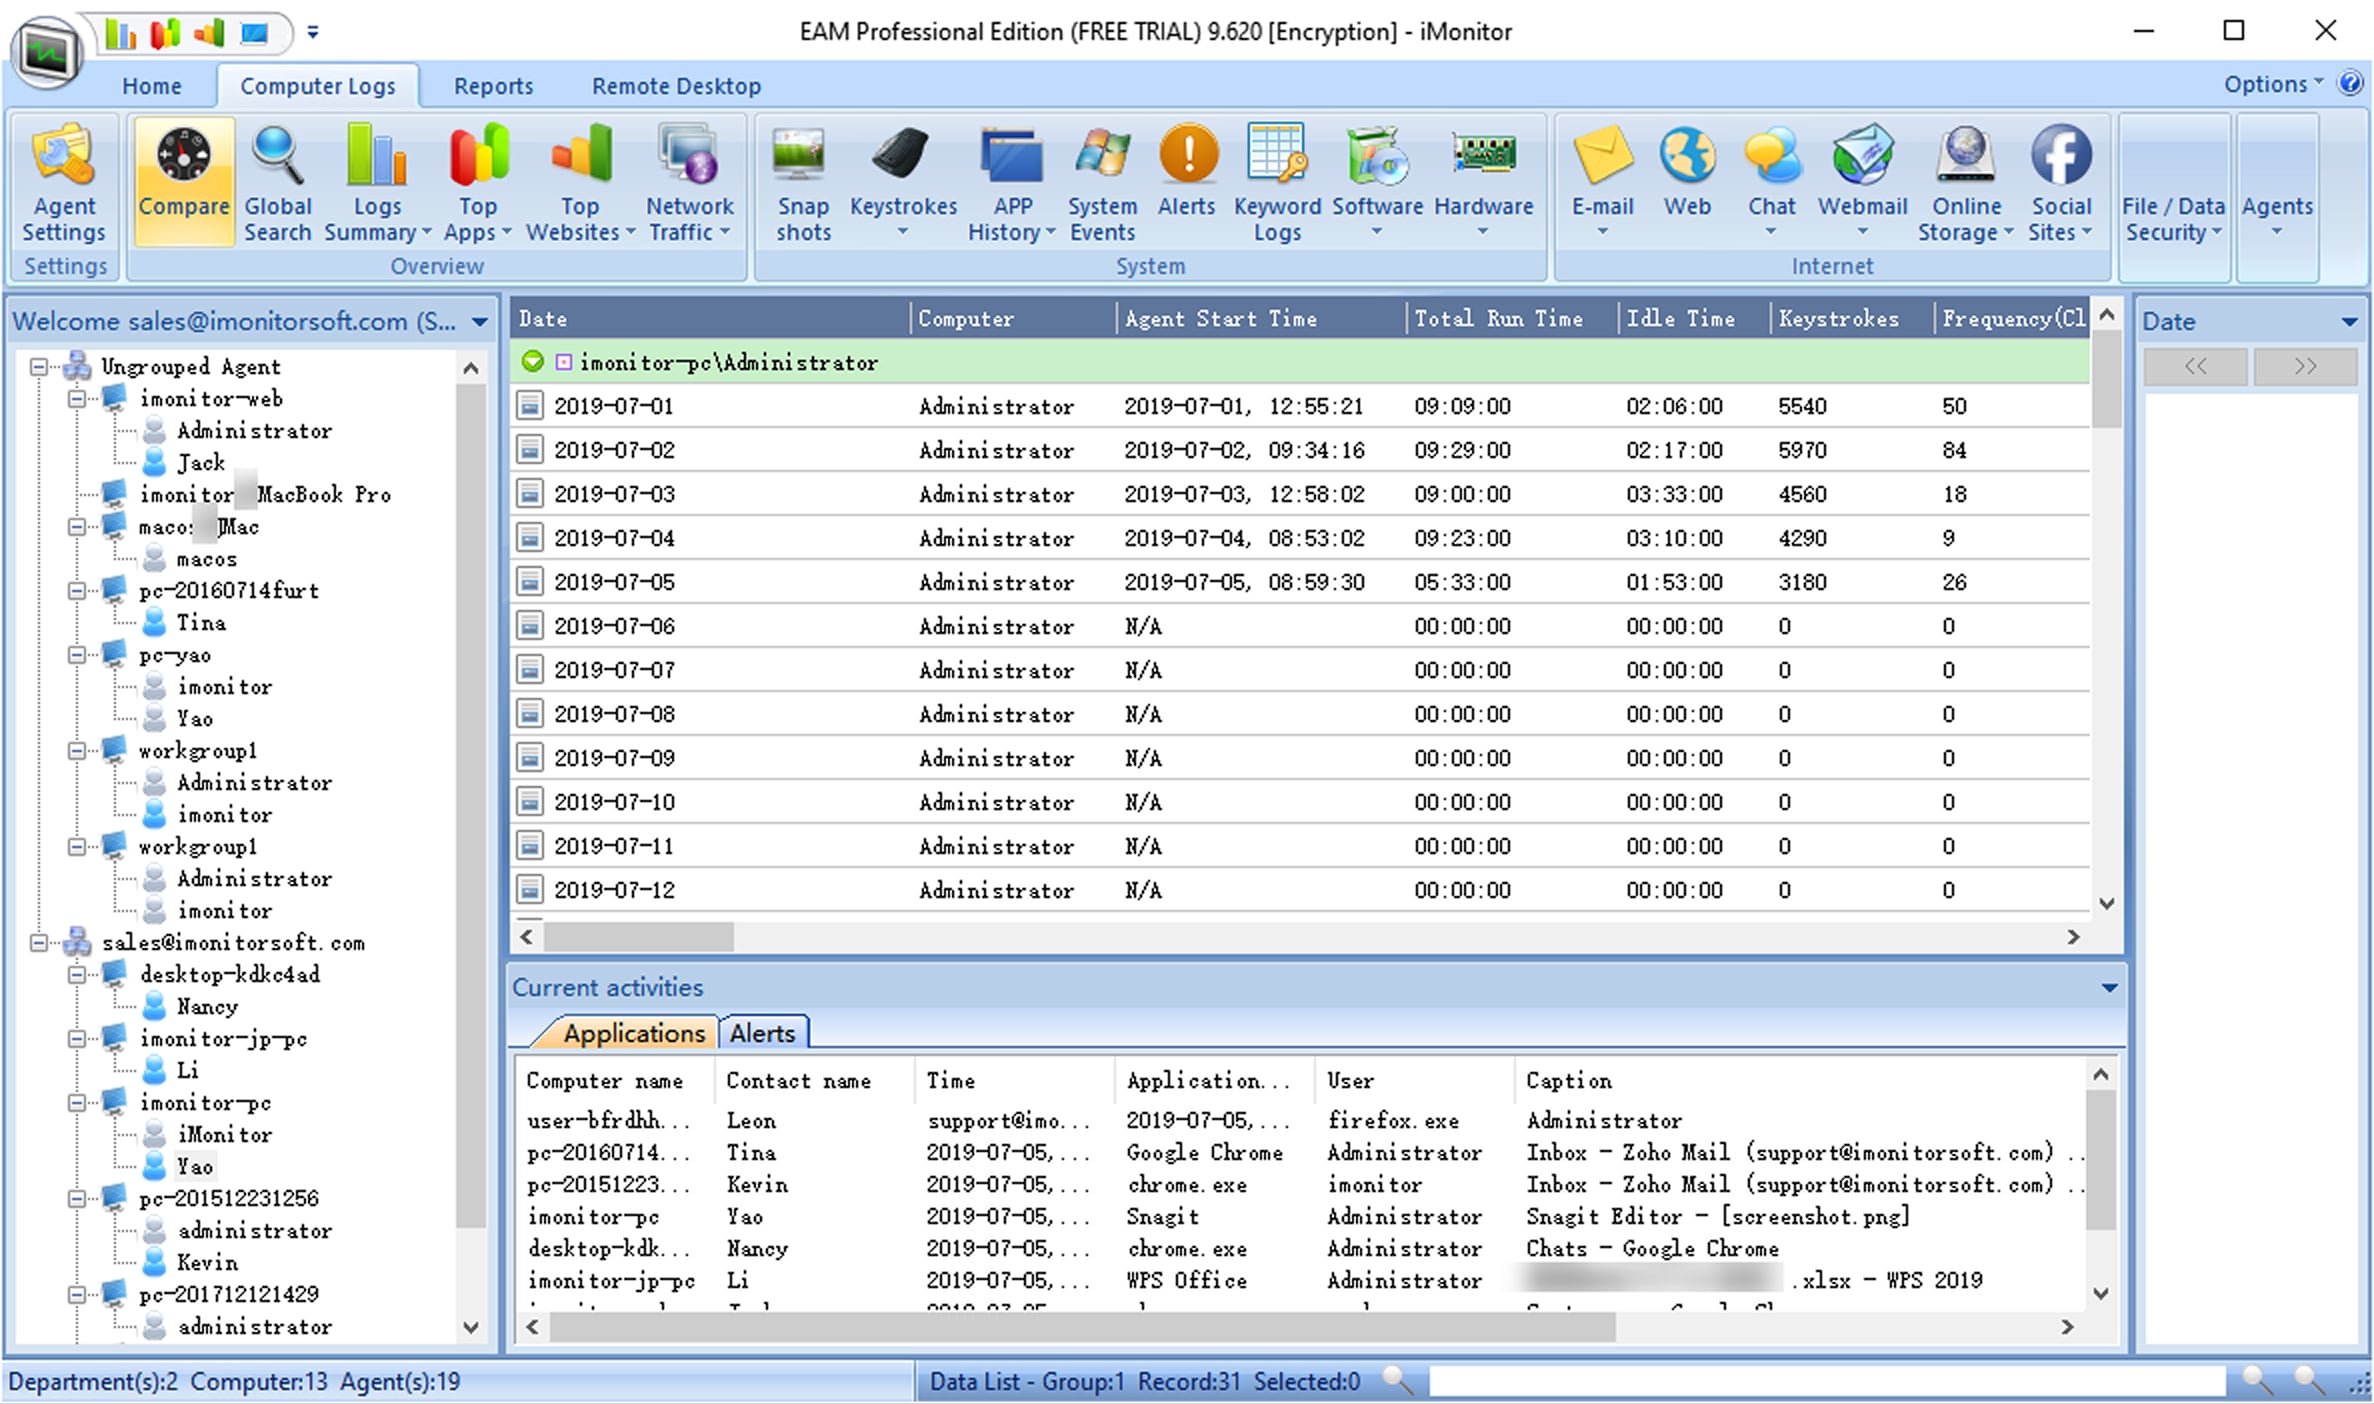 EAM Professional Edition (FREE TRIAL) 9.620 [Encryption] - iMonitor
Home Computer Logs Reports Remote Desktop Options
Agent Settings
Compare
Global Search
Logs Summary
Top Apps
Top Websites
Network Traffic
Snap shots
Keystrokes
APP History
System Events
Alerts
Keyword Logs
Software
Hardware
E-mail
Web
Chat
Webmail
Online Storage
Social Sites
File / Data Security
Agents
Settings Overview System Internet
Welcome sales@imonitorsoft.com (S...
Ungrouped Agent
imonitor-web
Administrator
Jack
imonitor MacBook Pro
maco: Mac
macos
pc-20160714furt
Tina
pc-yao
imonitor
Yao
workgroup1
Administrator
imonitor
workgroup1
Administrator
imonitor
sales@imonitorsoft.com
desktop-kdkc4ad
Nancy
imonitor-jp-pc
Li
imonitor-pc
iMonitor
Yao
pc-201512231256
administrator
Kevin
pc-201712121429
administrator
Date Computer Agent Start Time Total Run Time Idle Time Keystrokes Frequency(Cl
imonitor-pc\Administrator
2019-07-01 Administrator 2019-07-01, 12:55:21 09:09:00 02:06:00 5540 50
2019-07-02 Administrator 2019-07-02, 09:34:16 09:29:00 02:17:00 5970 84
2019-07-03 Administrator 2019-07-03, 12:58:02 09:00:00 03:33:00 4560 18
2019-07-04 Administrator 2019-07-04, 08:53:02 09:23:00 03:10:00 4290 9
2019-07-05 Administrator 2019-07-05, 08:59:30 05:33:00 01:53:00 3180 26
2019-07-06 Administrator N/A 00:00:00 00:00:00 0 0
2019-07-07 Administrator N/A 00:00:00 00:00:00 0 0
2019-07-08 Administrator N/A 00:00:00 00:00:00 0 0
2019-07-09 Administrator N/A 00:00:00 00:00:00 0 0
2019-07-10 Administrator N/A 00:00:00 00:00:00 0 0
2019-07-11 Administrator N/A 00:00:00 00:00:00 0 0
2019-07-12 Administrator N/A 00:00:00 00:00:00 0 0
Date
<< >>
Current activities
Applications Alerts
Computer name Contact name Time Application... User Caption
user-bfrdhh... Leon support@imo... 2019-07-05,... firefox.exe Administrator
pc-20160714... Tina 2019-07-05,... Google Chrome Administrator Inbox - Zoho Mail (support@imonitorsoft.com) ..
pc-20151223... Kevin 2019-07-05,... chrome.exe imonitor Inbox - Zoho Mail (support@imonitorsoft.com) ..
imonitor-pc Yao 2019-07-05,... Snagit Administrator Snagit Editor - [screenshot.png]
desktop-kdk... Nancy 2019-07-05,... chrome.exe Administrator Chats - Google Chrome
imonitor-jp-pc Li 2019-07-05,... WPS Office Administrator .xlsx - WPS 2019
Department(s):2 Computer:13 Agent(s):19
Data List - Group:1 Record:31 Selected:0